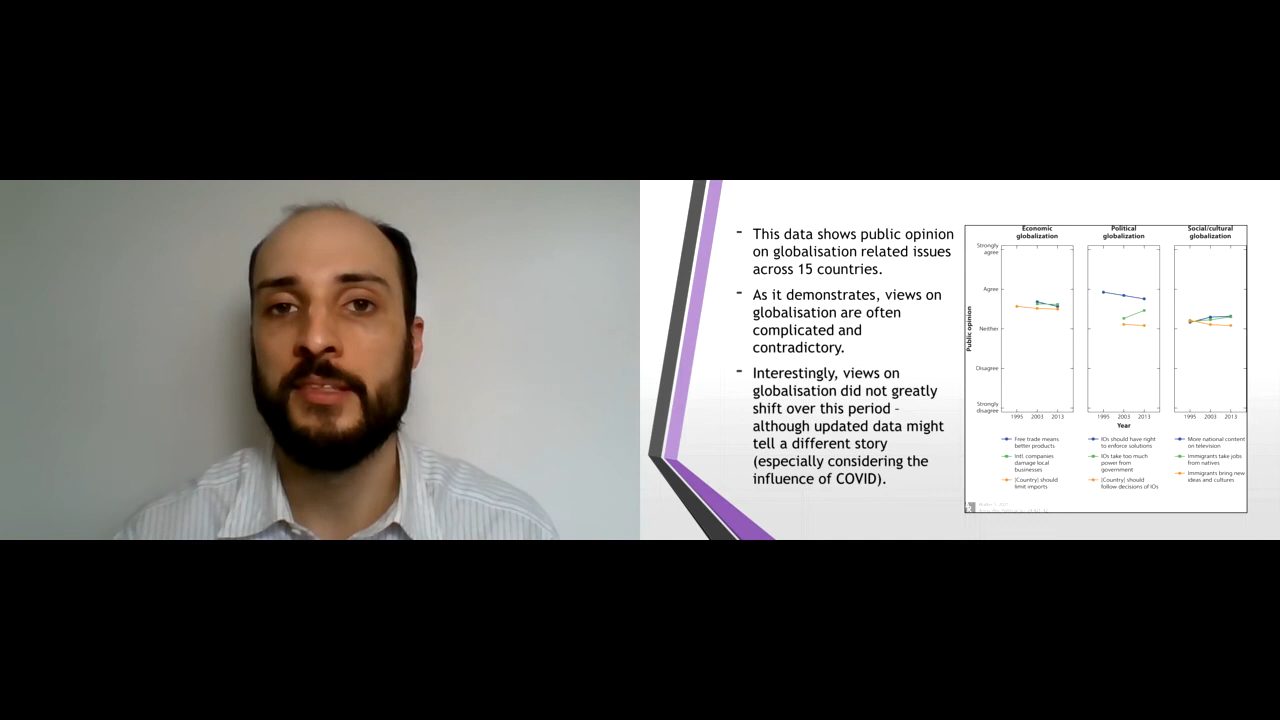 - This data shows public opinion
on globalisation related issues
across 15 countries.
- As it demonstrates, views on
globalisation are often
complicated and
contradictory.
- Interestingly, views on
globalisation did not greatly
shift over this period –
although updated data might
tell a different story
(especially considering the
influence of COVID).
Economic
globalization
Political
globalization
Social/cultural
globalization
Public opinion
Strongly
agree
Agree
Neither
Disagree
Strongly
disagree
1995 2003 2013
1995 2003 2013
1995 2003 2013
Year
Free trade means
better products
Intl. companies
damage local
businesses
[Country] should
limit imports
IOs should have right
to enforce solutions
IOs take too much
power from
government
[Country] should
follow decisions of IOs
More national content
on television
Immigrants take jobs
from natives
Immigrants bring new
ideas and cultures